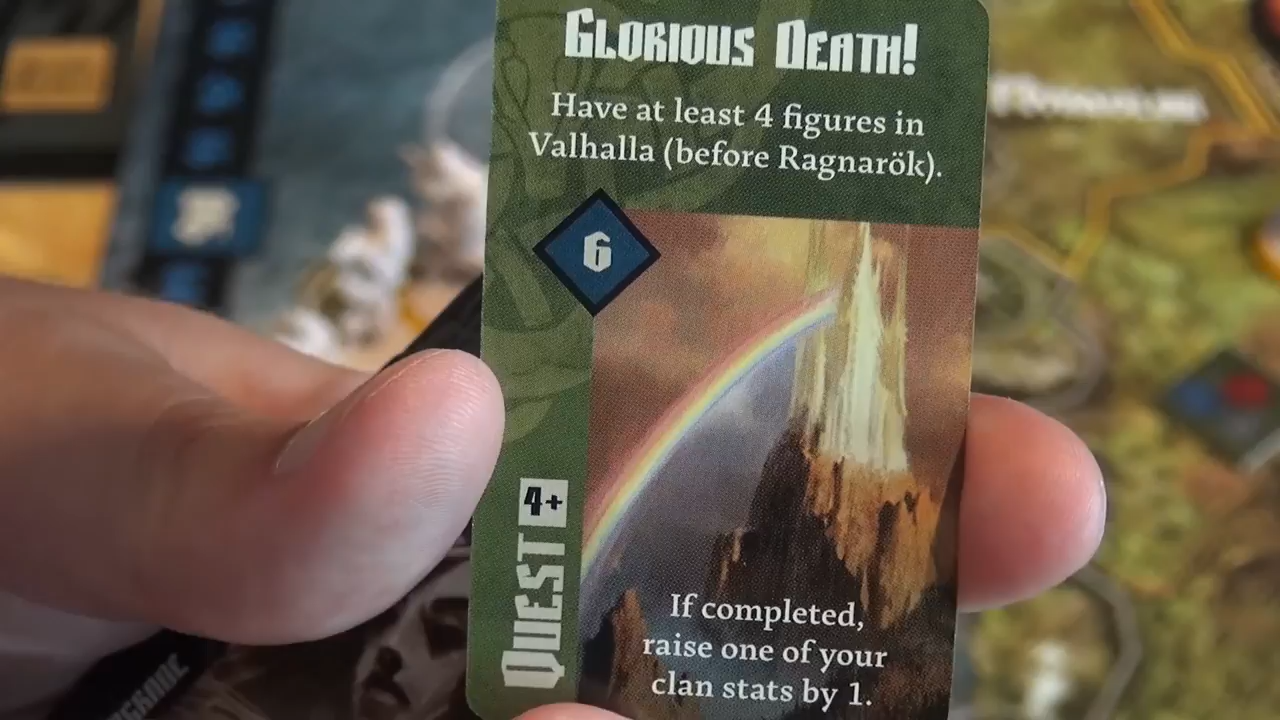 GLORIOUS DEATH!
Have at least 4 figures in
Valhalla (before Ragnarök).
6
QUEST 4+
If completed,
raise one of your
clan stats by 1.